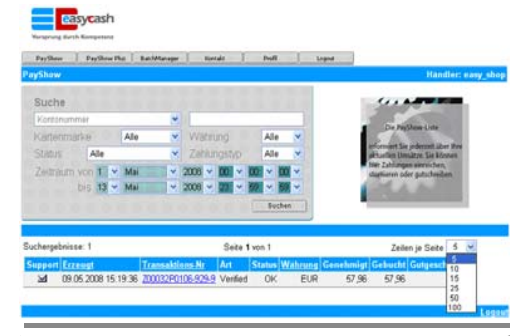 easycash
Vorsprung durch Kompetenz
PayShow PayShow Plus BatchManager Kontakt Profil Logout
PayShow Händler: easy_shop
Suche
Kontonummer
Kartenmarke Alle Währung Alle
Status Alle Zahlungstyp Alle
Zeitraum von 1 Mai 2008 00 00 00
bis 13 Mai 2008 23 59 59
Suchen
Die PayShow-Liste
Informiert Sie jederzeit über Ihre
aktuellen Umsätze. Sie können
hier Zahlungen einreichen,
stornieren oder gutschreiben.
Suchergebnisse: 1 Seite 1 von 1 Zeilen je Seite 5
Support Erzeugt Transaktions-Nr Art Status Währung Genehmigt Gebucht Gutgesch
09.05.2008 15:19:36 Verified OK EUR 57,96 57,96
5
10
15
25
50
100
Logout